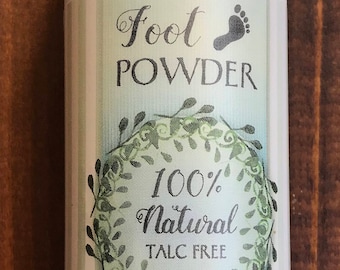 Foot
POWDER
100%
Natural
TALC FREE